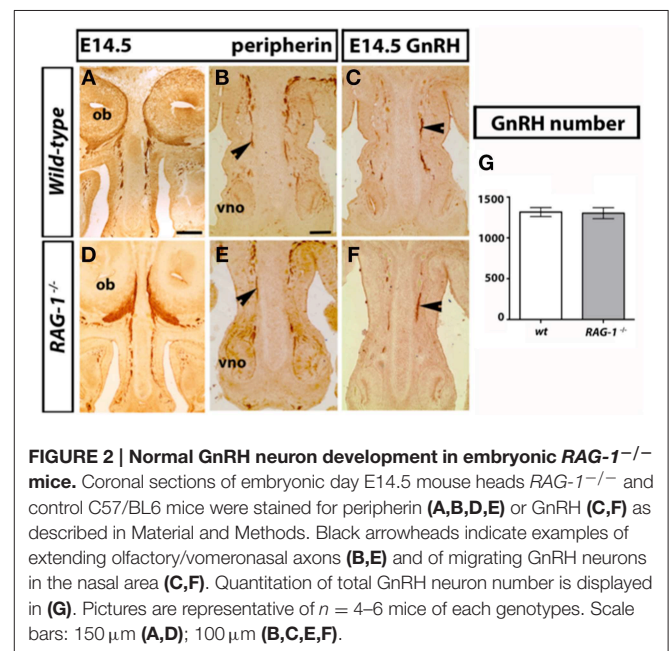 E14.5 peripherin E14.5 GnRH
Wild-type
A B C
ob
vno
GnRH number
G
1500
1000
500
0
wt RAG-1-/-
RAG-1-/-
D E F
ob
vno
FIGURE 2 | Normal GnRH neuron development in embryonic RAG-1−/−
mice. Coronal sections of embryonic day E14.5 mouse heads RAG-1−/− and
control C57/BL6 mice were stained for peripherin (A,B,D,E) or GnRH (C,F) as
described in Material and Methods. Black arrowheads indicate examples of
extending olfactory/vomeronasal axons (B,E) and of migrating GnRH neurons
in the nasal area (C,F). Quantitation of total GnRH neuron number is displayed
in (G). Pictures are representative of n = 4–6 mice of each genotypes. Scale
bars: 150 μm (A,D); 100 μm (B,C,E,F).